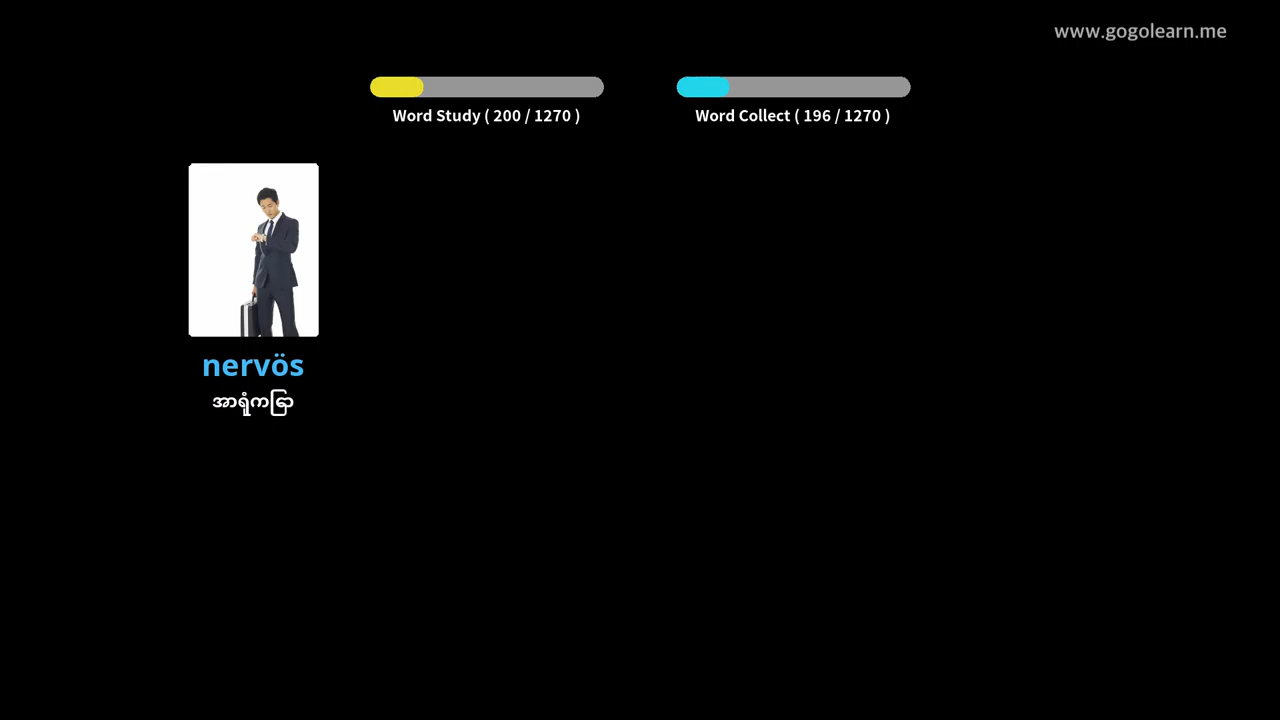 www.gogolearn.me
Word Study ( 200 / 1270 )
Word Collect ( 196 / 1270 )
nervös
အာရုံကြော